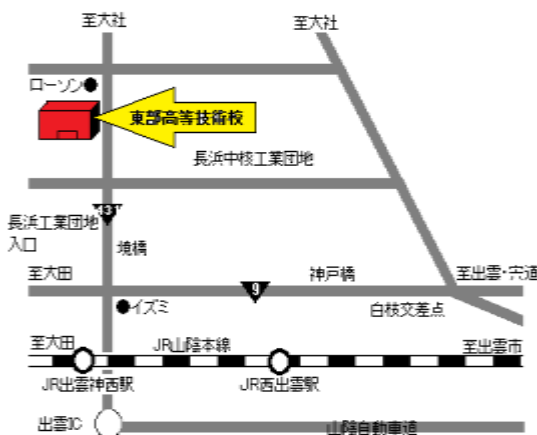 至大社
至大社
ローソン
東部高等技術校
長浜中核工業団地
長浜工業団地
入口
境橋
至大田
神戸橋
至出雲・宍道
9
イズミ
白枝交差点
至大田
JR山陰本線
至出雲市
JR出雲神西駅
JR西出雲駅
出雲IC
山陰自動車道